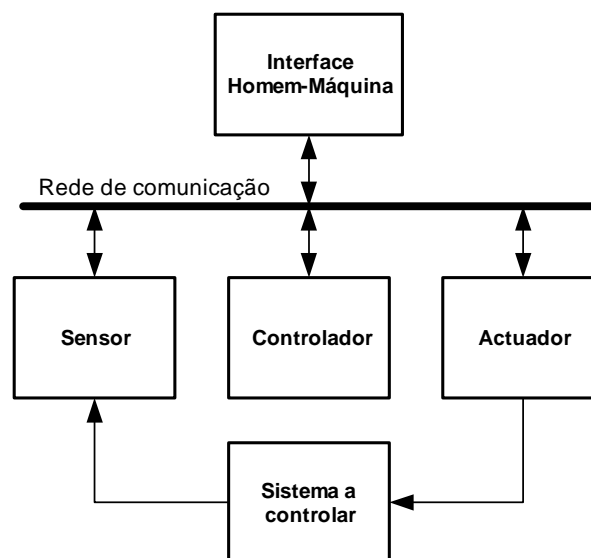 Interface
Homem-Máquina
Rede de comunicação
Sensor
Controlador
Actuador
Sistema a
controlar